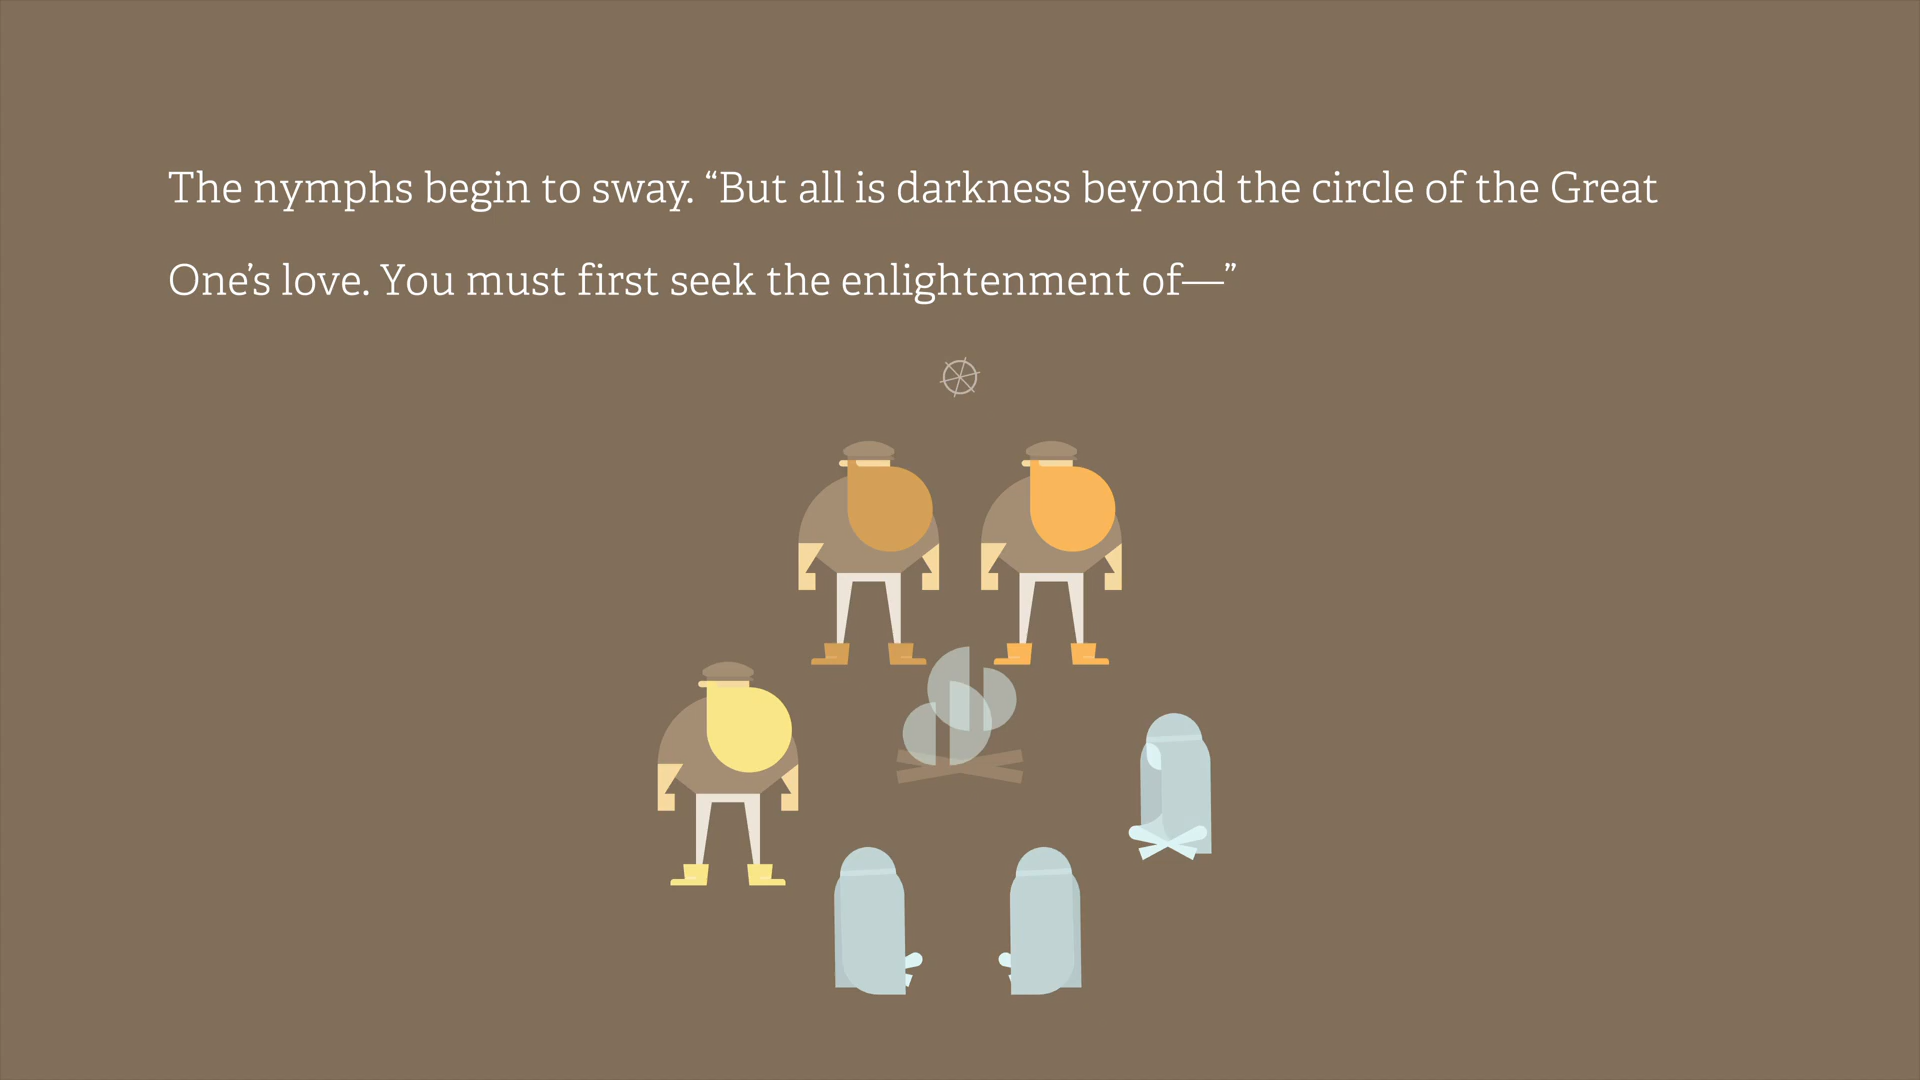 The nymphs begin to sway. “But all is darkness beyond the circle of the Great
One’s love. You must first seek the enlightenment of—”